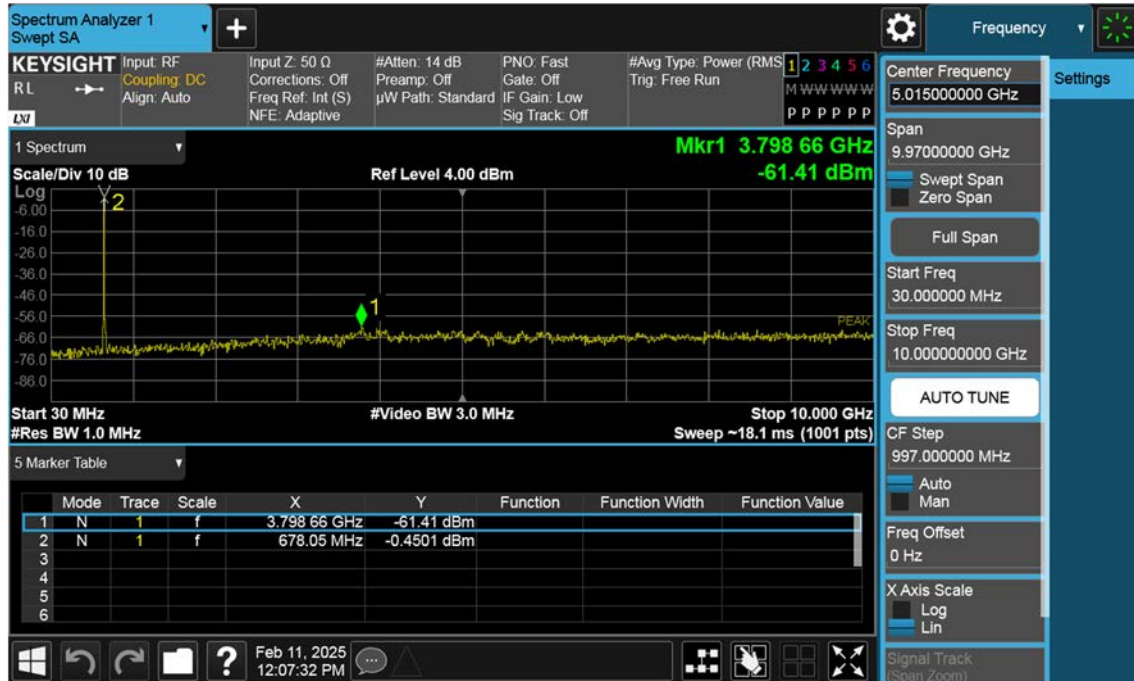 Spectrum Analyzer 1
Swept SA
+
Frequency
KEYSIGHT
RL
LXI
Input: RF
Coupling: DC
Align: Auto
Input Z: 50 Ω
Corrections: Off
Freq Ref: Int (S)
NFE: Adaptive
#Atten: 14 dB
Preamp: Off
µW Path: Standard
PNO: Fast
Gate: Off
IF Gain: Low
Sig Track: Off
#Avg Type: Power (RMS
Trig: Free Run
1 2 3 4 5 6
M W W W W W
P P P P P P
1 Spectrum
Scale/Div 10 dB
Ref Level 4.00 dBm
Mkr1 3.798 66 GHz
-61.41 dBm
Log
-6.00
-16.0
-26.0
-36.0
-46.0
-56.0
-66.0
-76.0
-86.0
2
1
PEAK
Start 30 MHz
#Video BW 3.0 MHz
Stop 10.000 GHz
#Res BW 1.0 MHz
Sweep ~18.1 ms (1001 pts)
5 Marker Table
Mode Trace Scale X Y Function Function Width Function Value
1 N 1 f 3.798 66 GHz -61.41 dBm
2 N 1 f 678.05 MHz -0.4501 dBm
3
4
5
6
Feb 11, 2025
12:07:32 PM
?
Center Frequency
5.015000000 GHz
Settings
Span
9.97000000 GHz
Swept Span
Zero Span
Full Span
Start Freq
30.000000 MHz
Stop Freq
10.000000000 GHz
AUTO TUNE
CF Step
997.000000 MHz
Auto
Man
Freq Offset
0 Hz
X Axis Scale
Log
Lin
Signal Track
(Span Zoom)